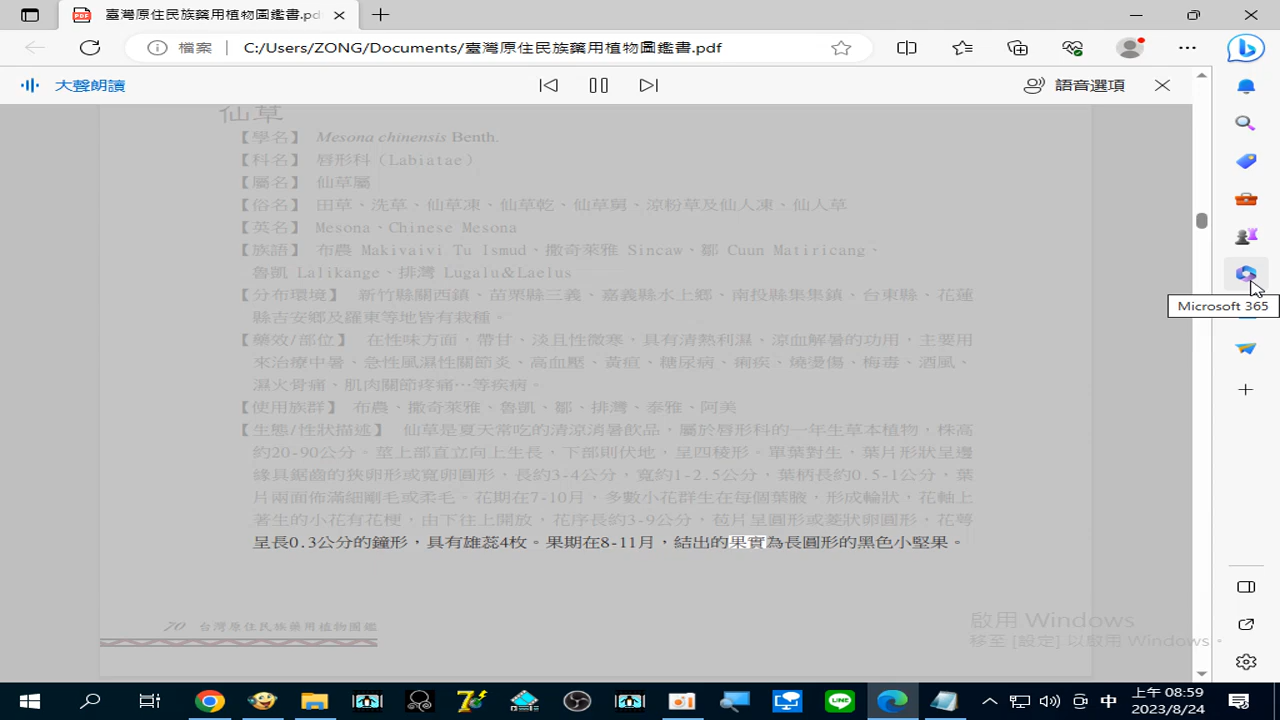 臺灣原住民族藥用植物圖鑑書.pdf
檔案 C:/Users/ZONG/Documents/臺灣原住民族藥用植物圖鑑書.pdf
大聲朗讀
語音選項
仙草
【學名】 Mesona chinensis Benth.
【科名】 唇形科（Labiatae）
【屬名】 仙草屬
【俗名】 田草、洗草、仙草凍、仙草乾、仙草舅、涼粉草及仙人凍、仙人草
【英名】 Mesona、Chinese Mesona
【族語】 布農 Makivaivi Tu Ismud、撒奇萊雅 Sincaw、鄒 Cuun Matiricang、
魯凱 Lalikange、排灣 Lugalu&Laelus
【分布環境】 新竹縣關西鎮、苗栗縣三義、嘉義縣水上鄉、南投縣集集鎮、台東縣、花蓮
縣吉安鄉及羅東等地皆有栽種。
【藥效/部位】 在性味方面，帶甘、淡且性微寒，具有清熱利濕、涼血解暑的功用，主要用
來治療中暑、急性風濕性關節炎、高血壓、黃疸、糖尿病、痢疾、燒燙傷、梅毒、酒風、
濕火骨痛、肌肉關節疼痛…等疾病。
【使用族群】 布農、撒奇萊雅、魯凱、鄒、排灣、泰雅、阿美
【生態/性狀描述】 仙草是夏天常吃的清涼消暑飲品，屬於唇形科的一年生草本植物，株高
約20-90公分。莖上部直立向上生長，下部則伏地，呈四稜形。單葉對生，葉片形狀呈邊
緣具鋸齒的狹卵形或寬卵圓形，長約3-4公分，寬約1-2.5公分，葉柄長約0.5-1公分，葉
片兩面佈滿細剛毛或柔毛。花期在7-10月，多數小花群生在每個葉腋，形成輪狀，花軸上
著生的小花有花梗，由下往上開放，花序長約3-9公分，苞片呈圓形或菱狀卵圓形，花萼
呈長0.3公分的鐘形，具有雄蕊4枚。果期在8-11月，結出的果實為長圓形的黑色小堅果。
70 台灣原住民族藥用植物圖鑑
Microsoft 365
啟用 Windows
移至 [設定] 以啟用 Windows。
中
上午 08:59
2023/8/24